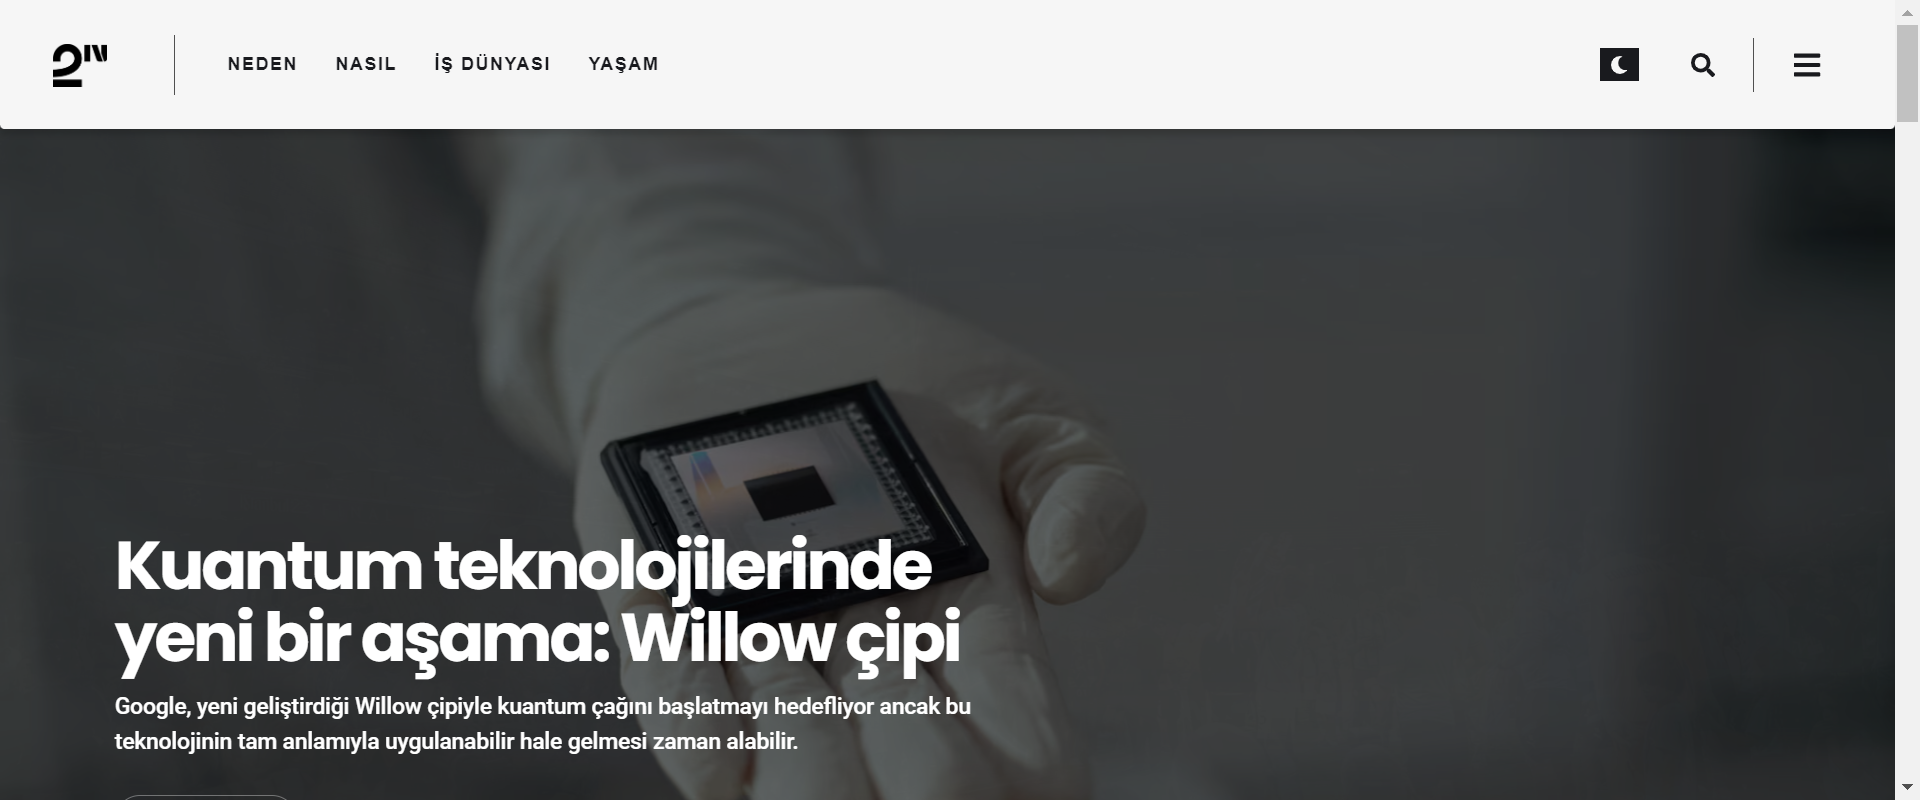 2N
NEDEN NASIL İŞ DÜNYASI YAŞAM
Kuantum teknolojilerinde
yeni bir aşama: Willow çipi
Google, yeni geliştirdiği Willow çipiyle kuantum çağını başlatmayı hedefliyor ancak bu
teknolojinin tam anlamıyla uygulanabilir hale gelmesi zaman alabilir.